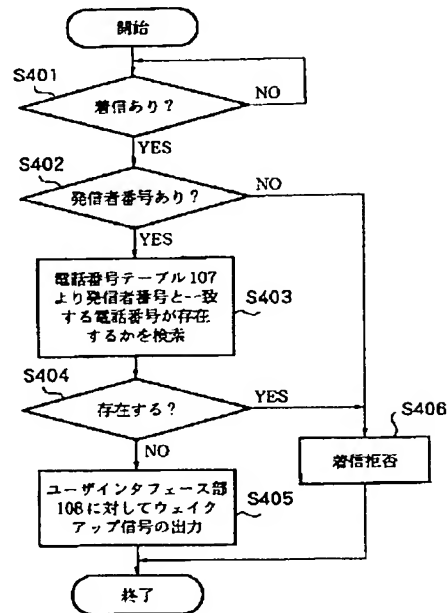 開始
S401
着信あり?
NO
YES
S402
発信者番号あり?
NO
YES
電話番号テーブル107
より発信者番号と一致
する電話番号が存在
するかを検索
S403
S404
存在する?
YES
NO
S406
着信拒否
ユーザインタフェース部
108に対してウェイク
アップ信号の出力
S405
終了